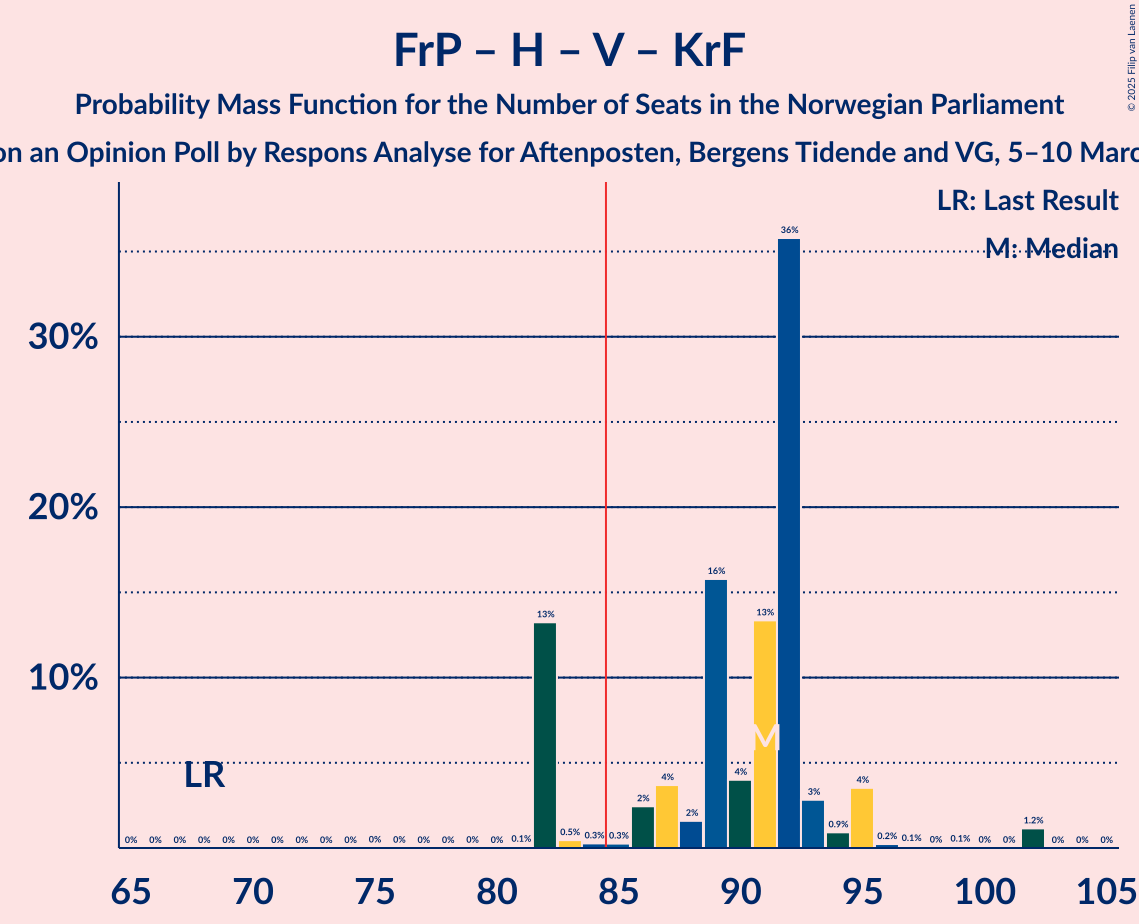 FrP – H – V – KrF
Probability Mass Function for the Number of Seats in the Norwegian Parliament
on an Opinion Poll by Respons Analyse for Aftenposten, Bergens Tidende and VG, 5–10 Marc
© 2025 Filip van Laenen
LR: Last Result
M: Median
30%
20%
10%
LR
M
0% 0% 0% 0% 0% 0% 0% 0% 0% 0% 0% 0% 0% 0% 0% 0% 0.1% 13% 0.5% 0.3% 0.3% 2% 4% 2% 16% 4% 13% 36% 3% 0.9% 4% 0.2% 0.1% 0% 0.1% 0% 0% 1.2% 0% 0% 0%
65 70 75 80 85 90 95 100 105